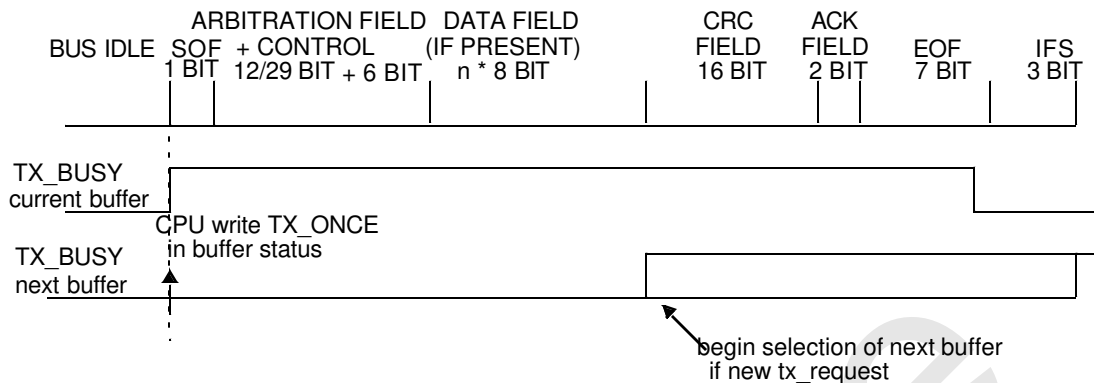 ARBITRATION FIELD DATA FIELD CRC ACK
BUS IDLE SOF + CONTROL (IF PRESENT) FIELD FIELD EOF IFS
1 BIT 12/29 BIT + 6 BIT n * 8 BIT 16 BIT 2 BIT 7 BIT 3 BIT
TX_BUSY
current buffer
CPU write TX_ONCE
in buffer status
TX_BUSY
next buffer
begin selection of next buffer
if new tx_request